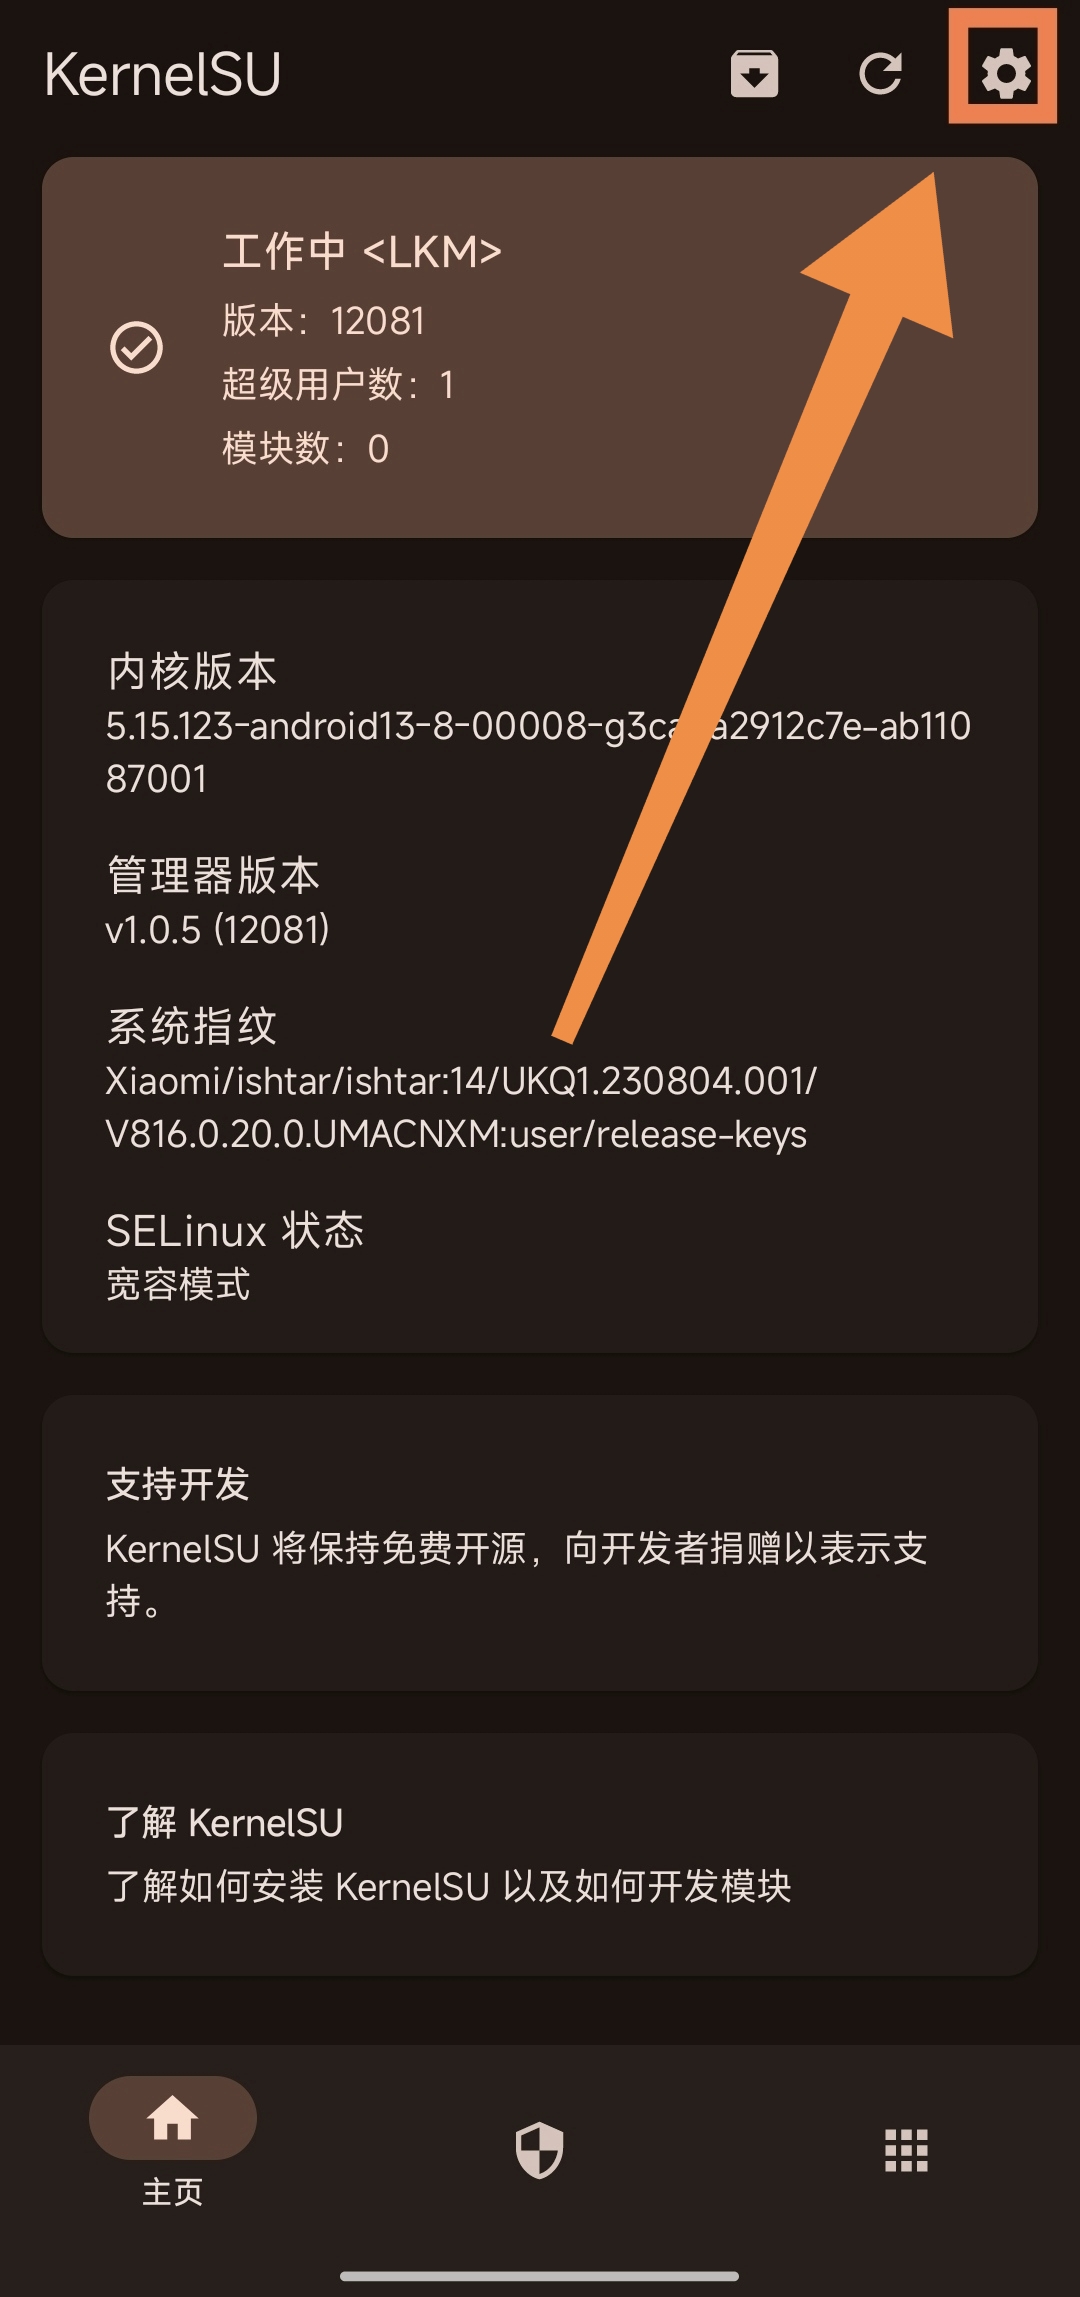 KernelSU
工作中 <LKM>
版本：12081
超级用户数：1
模块数：0
内核版本
5.15.123-android13-8-00008-g3ca a2912c7e-ab110
87001
管理器版本
v1.0.5 (12081)
系统指纹
Xiaomi/ishtar/ishtar:14/UKQ1.230804.001/
V816.0.20.0.UMACNXM:user/release-keys
SELinux 状态
宽容模式
支持开发
KernelSU 将保持免费开源，向开发者捐赠以表示支
持。
了解 KernelSU
了解如何安装 KernelSU 以及如何开发模块
主页